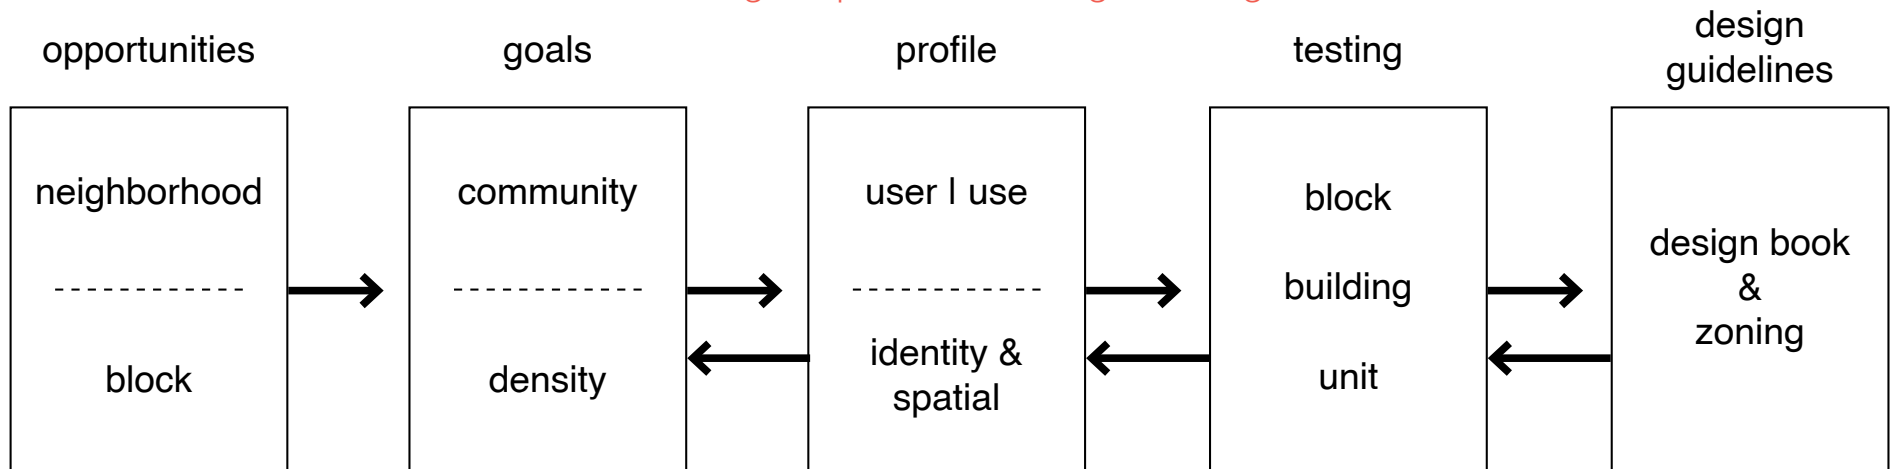 opportunities
neighborhood
block
goals
community
density
profile
user | use
identity &
spatial
testing
block
building
unit
design
guidelines
design book
&
zoning